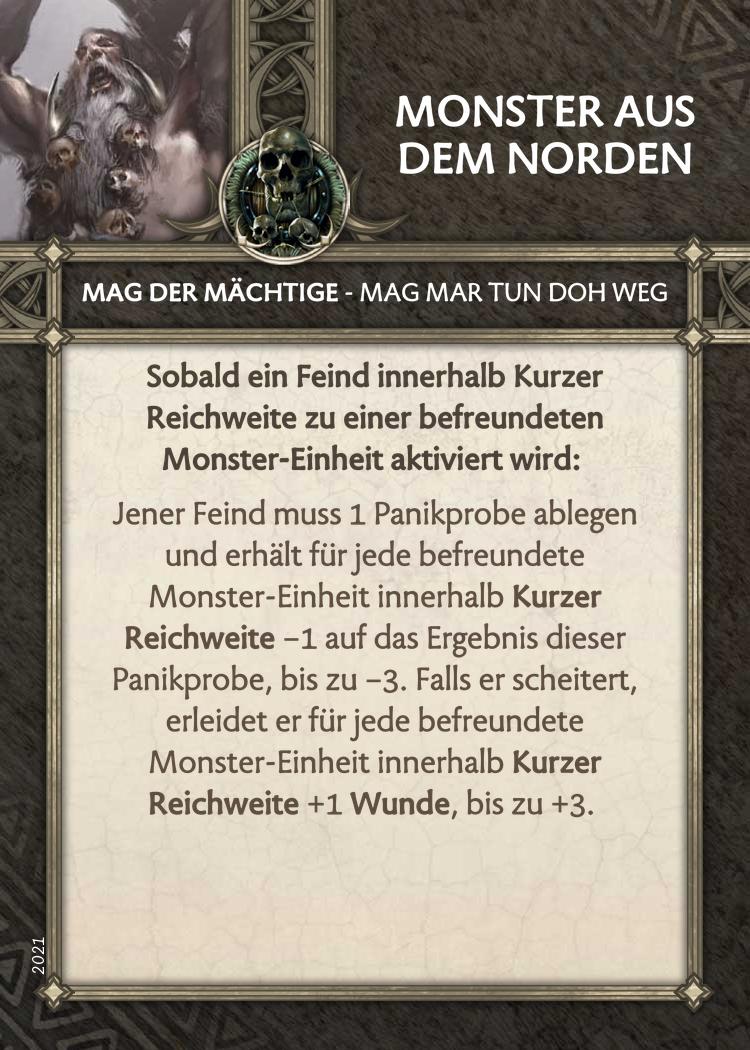 MONSTER AUS
DEM NORDEN
MAG DER MÄCHTIGE - MAG MAR TUN DOH WEG
Sobald ein Feind innerhalb Kurzer
Reichweite zu einer befreundeten
Monster-Einheit aktiviert wird:
Jener Feind muss 1 Panikprobe ablegen
und erhält für jede befreundete
Monster-Einheit innerhalb Kurzer
Reichweite −1 auf das Ergebnis dieser
Panikprobe, bis zu −3. Falls er scheitert,
erleidet er für jede befreundete
Monster-Einheit innerhalb Kurzer
Reichweite +1 Wunde, bis zu +3.
2021